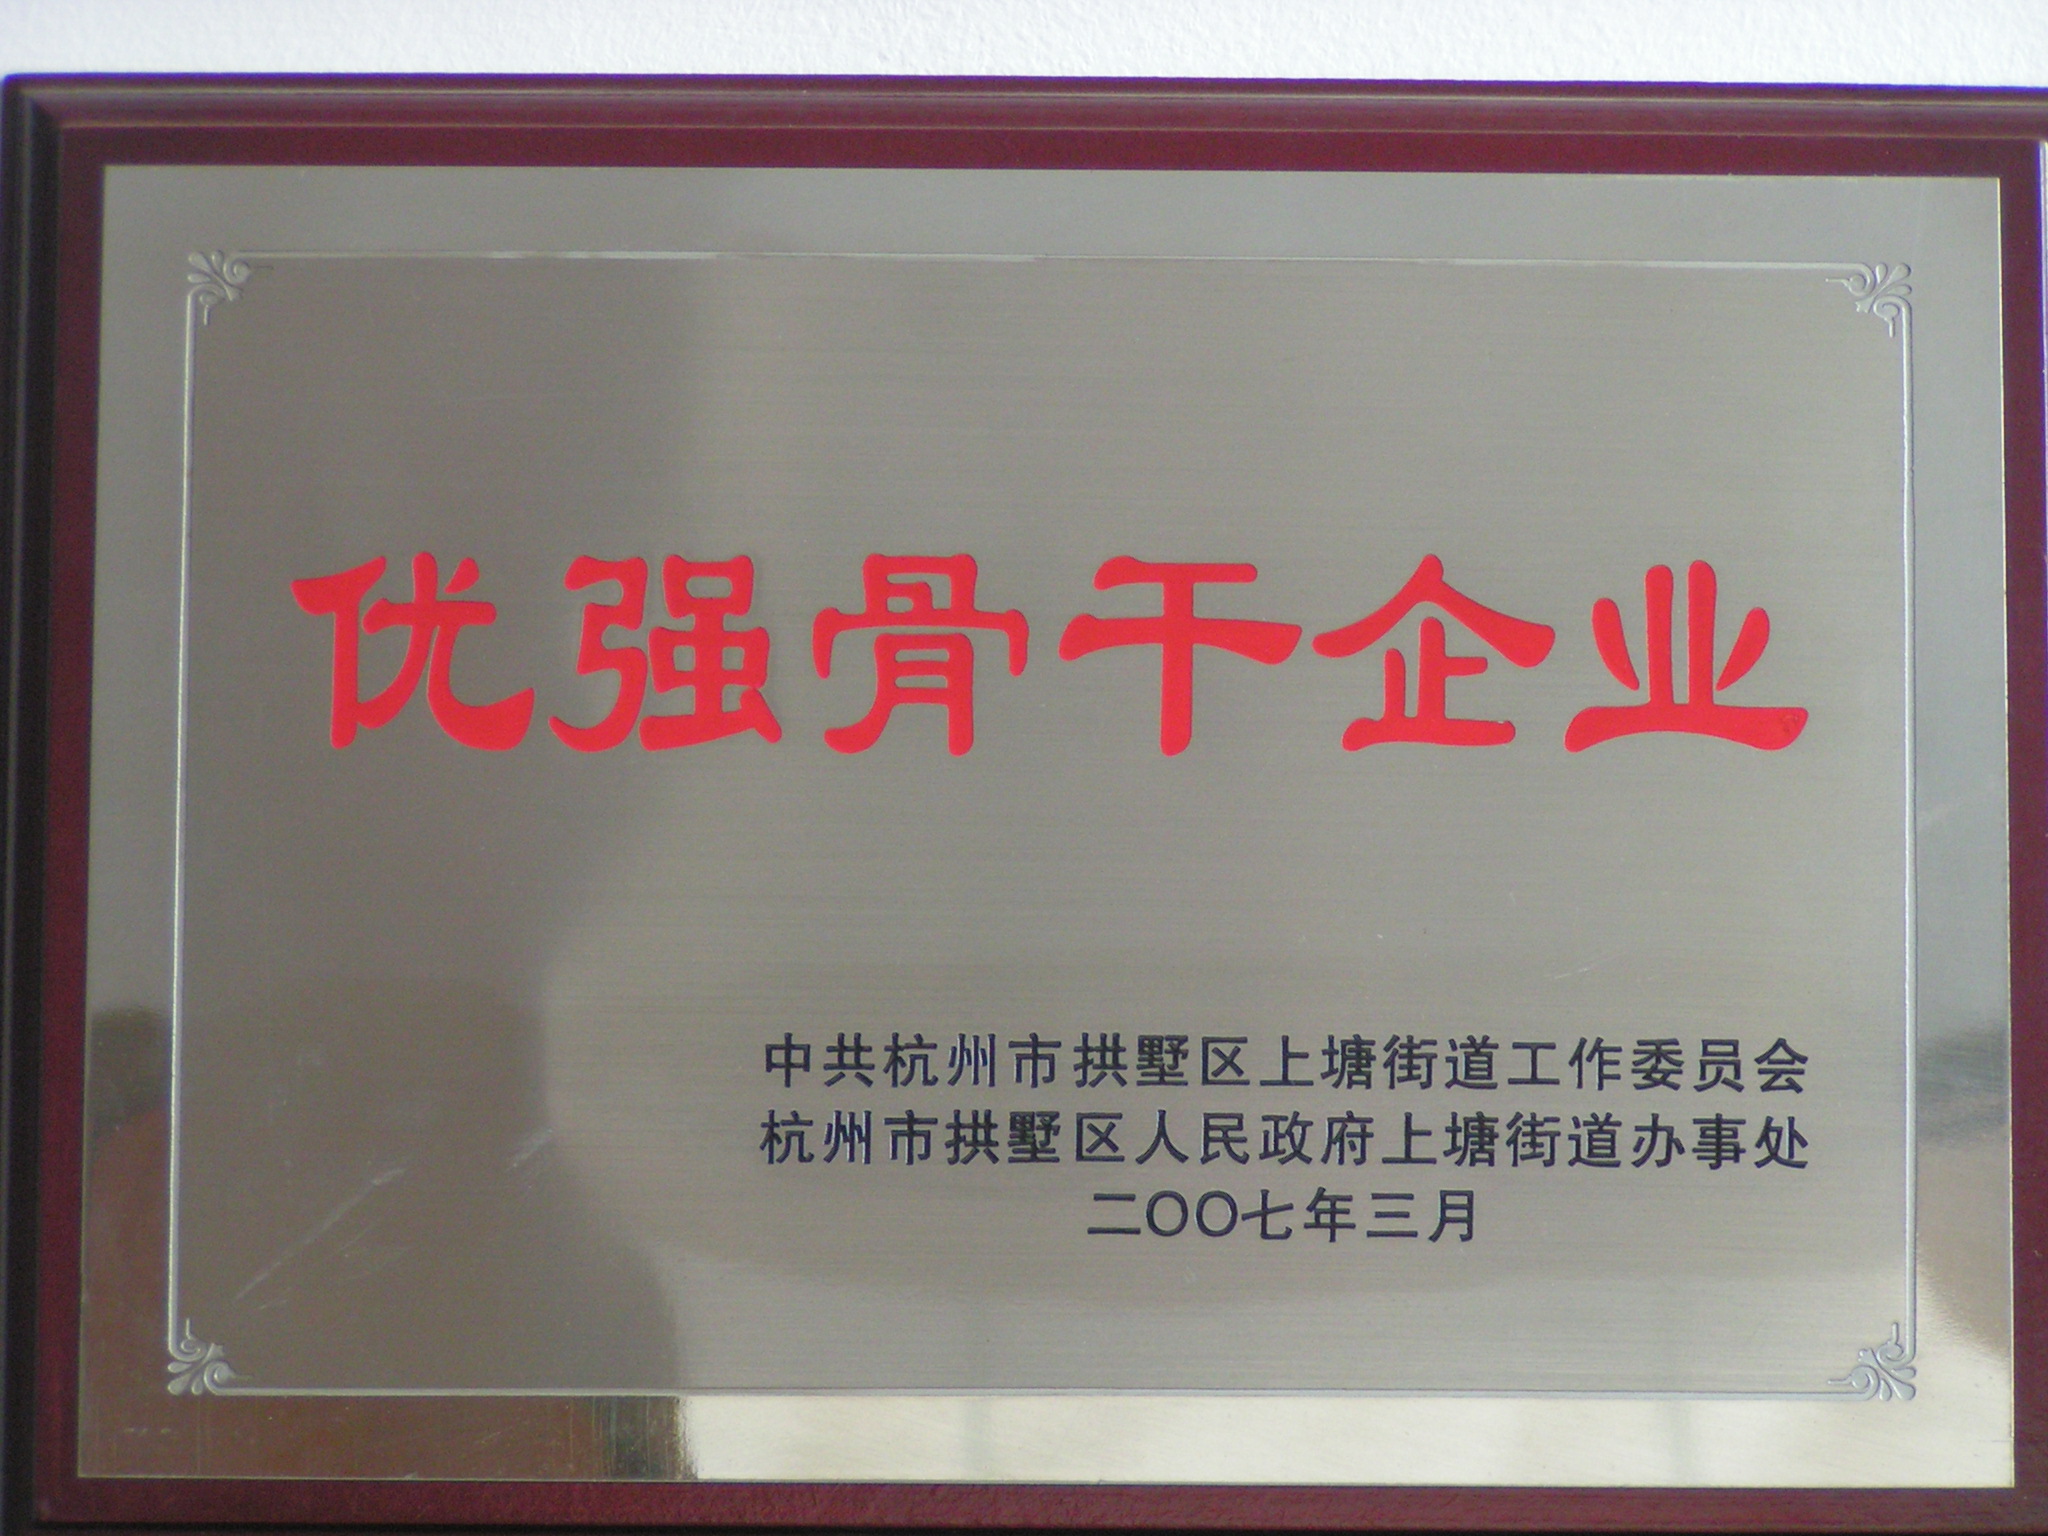 优强骨干企业
中共杭州市拱墅区上塘街道工作委员会
杭州市拱墅区人民政府上塘街道办事处
二〇〇七年三月